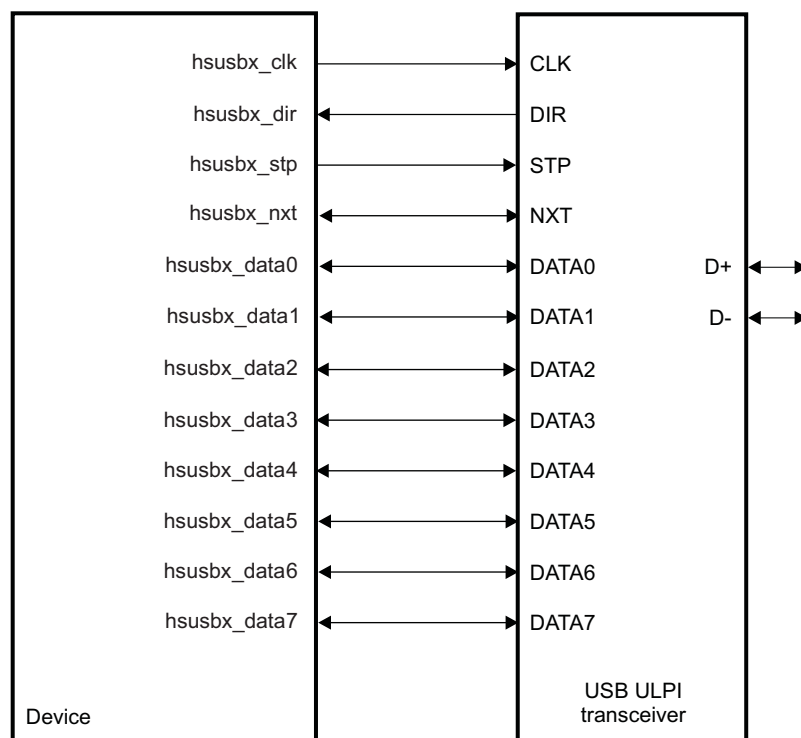 hsusbx_clk CLK
hsusbx_dir DIR
hsusbx_stp STP
hsusbx_nxt NXT
hsusbx_data0 DATA0 D+
hsusbx_data1 DATA1 D-
hsusbx_data2 DATA2
hsusbx_data3 DATA3
hsusbx_data4 DATA4
hsusbx_data5 DATA5
hsusbx_data6 DATA6
hsusbx_data7 DATA7
Device
USB ULPI
transceiver